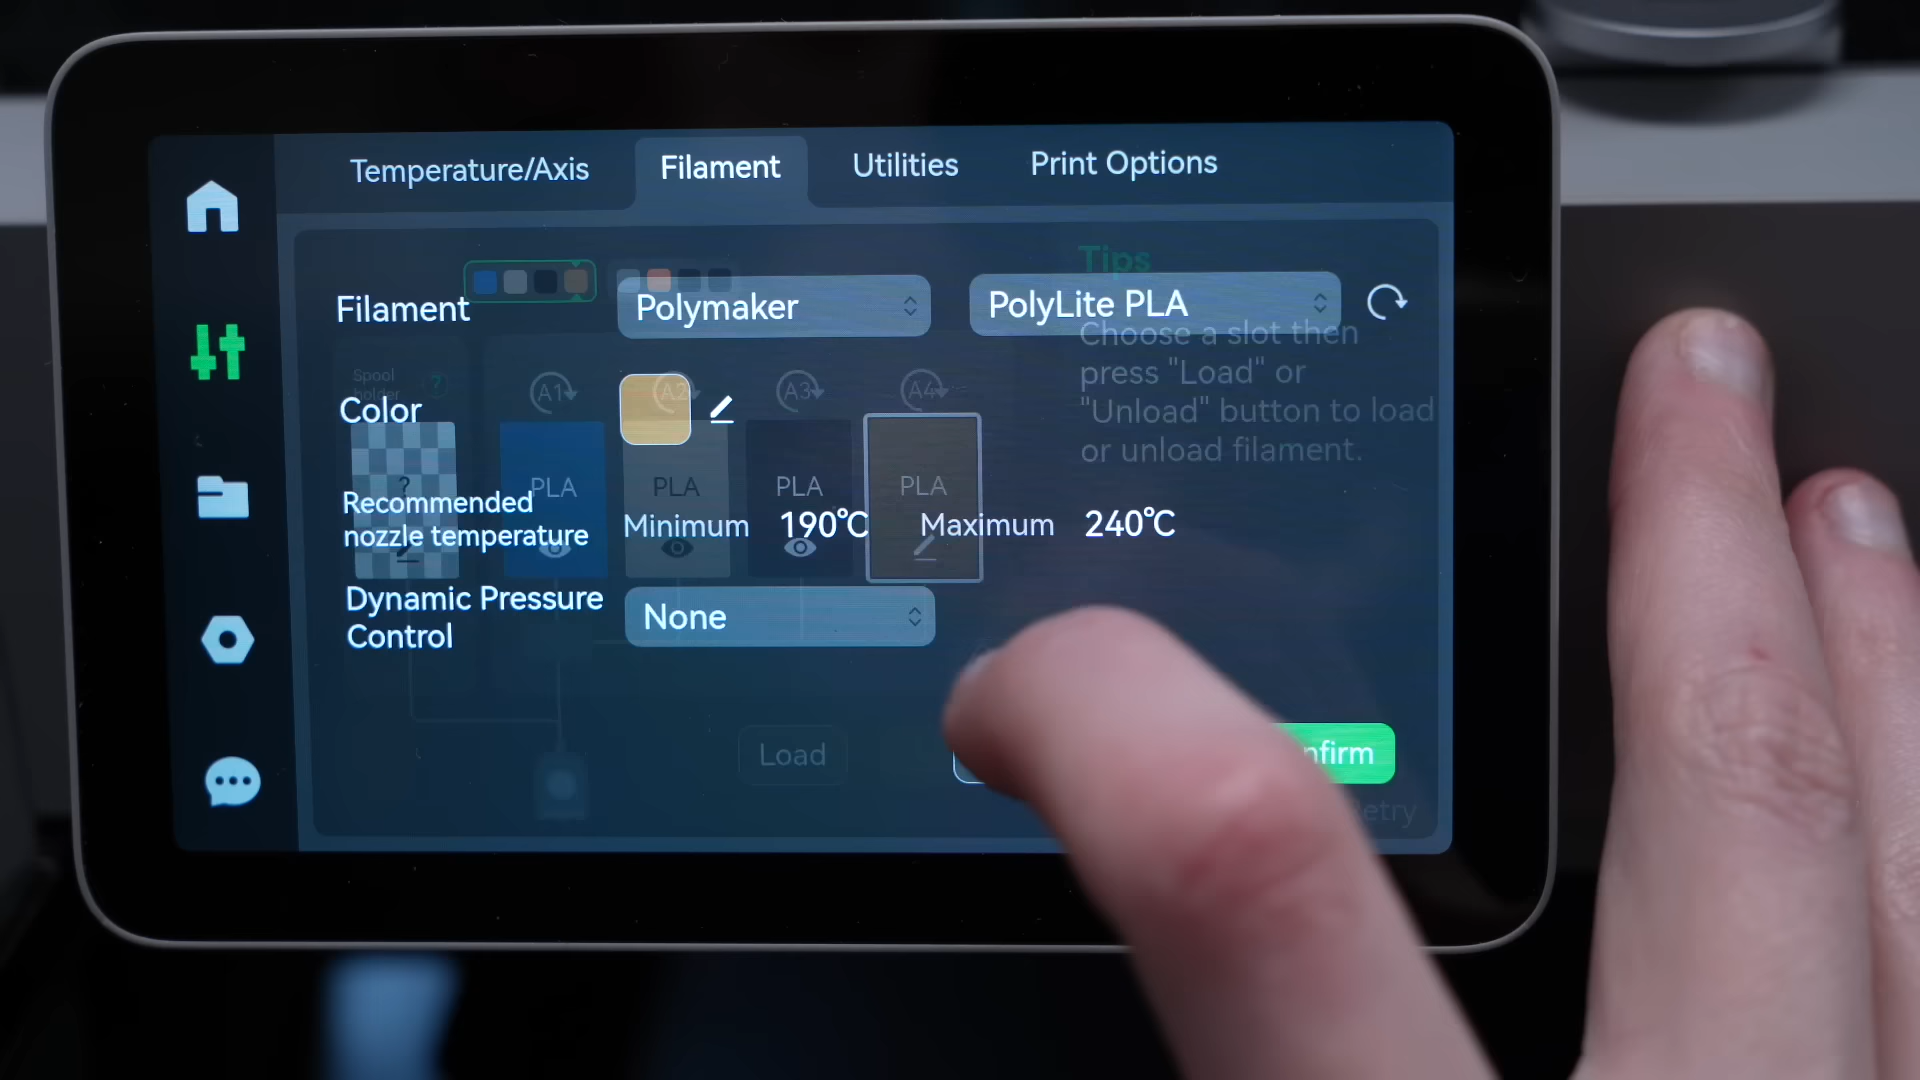 Temperature/Axis
Filament
Utilities
Print Options
Tips
Filament
Polymaker
PolyLite PLA
Choose a slot then
press "Load" or
"Unload" button to load
or unload filament.
Spool
holder
?
A1
A2
A3
A4
Color
?
PLA
PLA
PLA
PLA
Recommended
nozzle temperature
Minimum
190°C
Maximum
240°C
Dynamic Pressure
Control
None
Load
nfirm
Retry